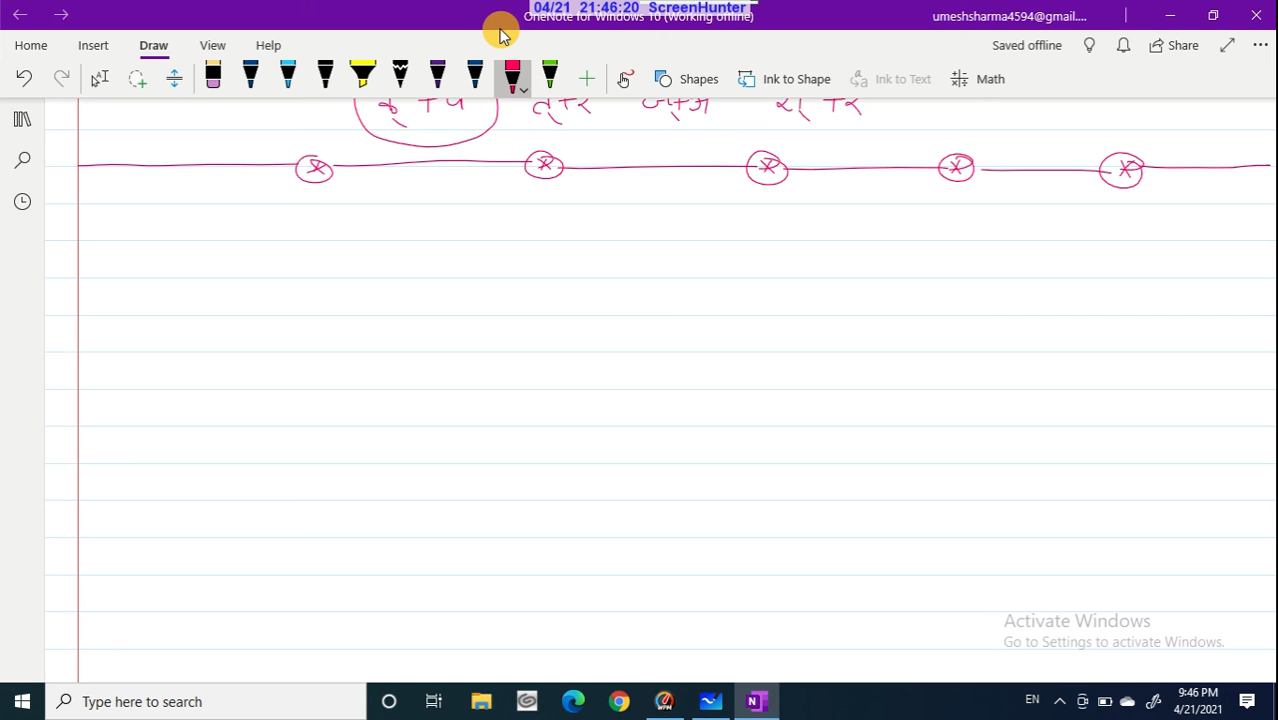 04/21 21:46:20 ScreenHunter
OneNote for Windows 10 (Working offline)
umeshsharma4594@gmail....
Home Insert Draw View Help
Saved offline
Share
Shapes
Ink to Shape
Ink to Text
Math
Activate Windows
Go to Settings to activate Windows.
Type here to search
EN
9:46 PM
4/21/2021